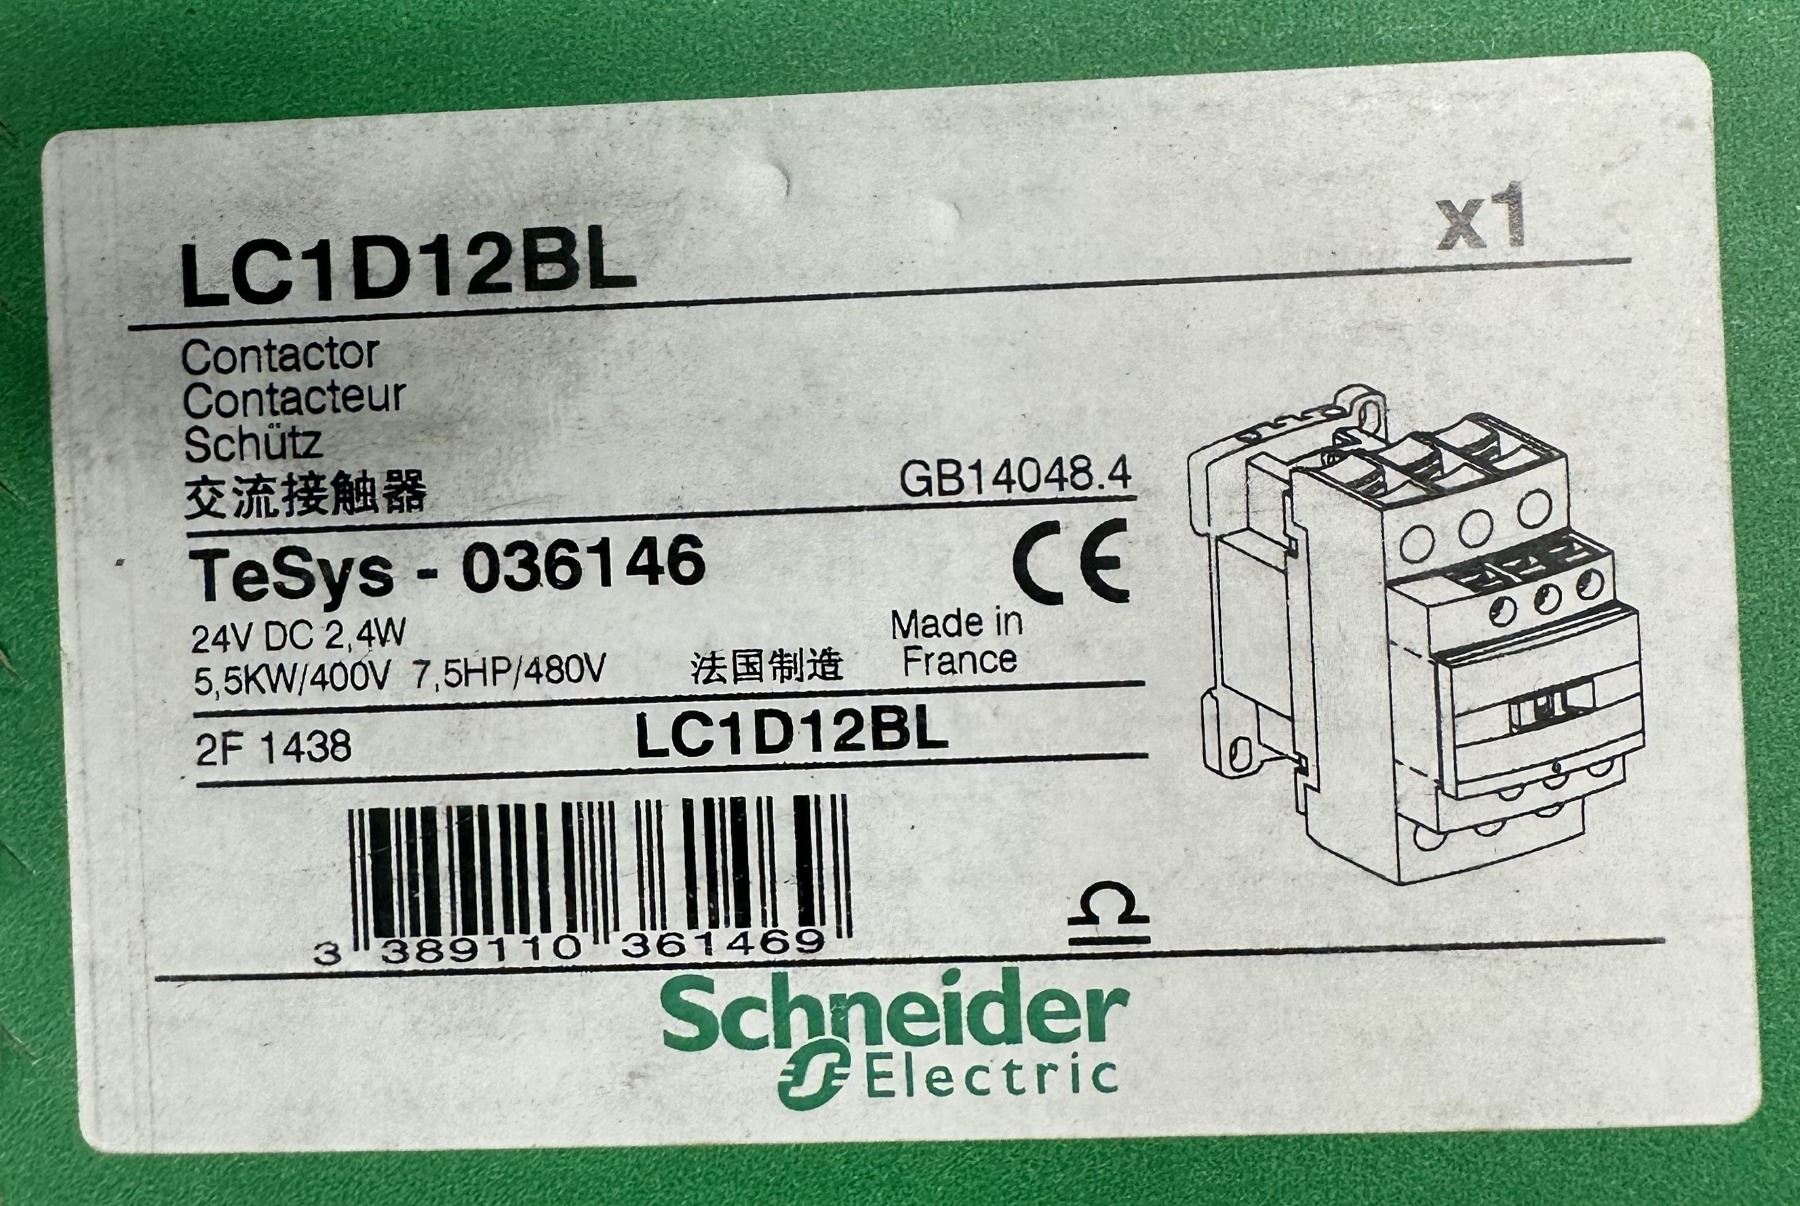 LC1D12BL x1
Contactor
Contacteur
Schütz
交流接触器 GB14048.4
TeSys - 036146 CE
24V DC 2,4W
5,5KW/400V 7,5HP/480V 法国制造 Made in
France
2F 1438 LC1D12BL
3 389110 361469
Schneider
Electric